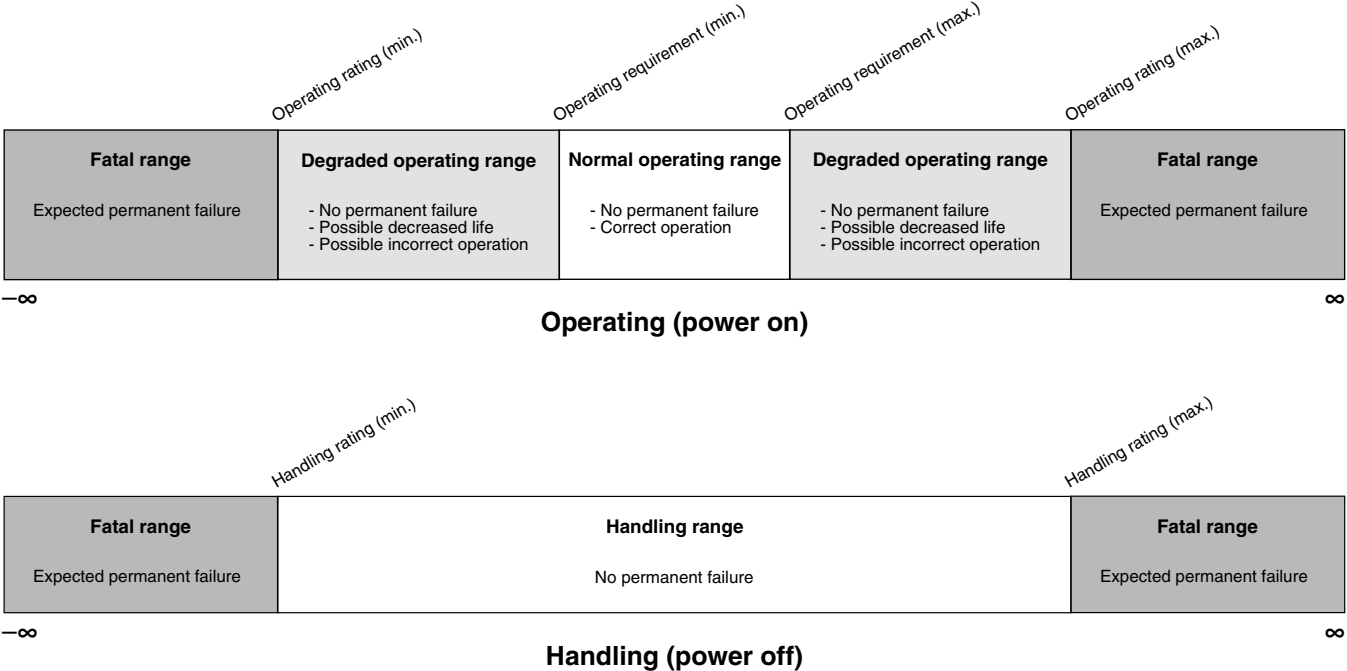 Operating rating (min.)
Operating requirement (min.)
Operating requirement (max.)
Operating rating (max.)
Fatal range
Expected permanent failure
Degraded operating range
- No permanent failure
- Possible decreased life
- Possible incorrect operation
Normal operating range
- No permanent failure
- Correct operation
Degraded operating range
- No permanent failure
- Possible decreased life
- Possible incorrect operation
Fatal range
Expected permanent failure
–∞
∞
Operating (power on)
Handling rating (min.)
Handling rating (max.)
Fatal range
Expected permanent failure
Handling range
No permanent failure
Fatal range
Expected permanent failure
–∞
∞
Handling (power off)